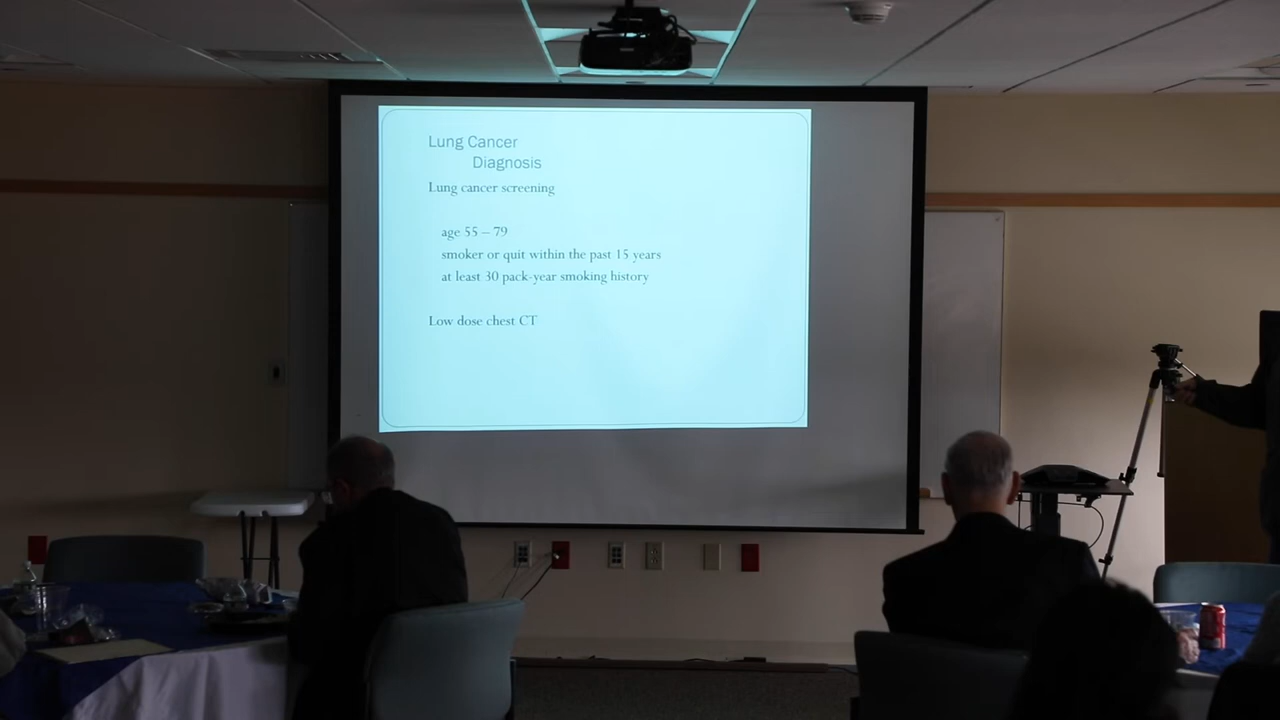 Lung Cancer
Diagnosis
Lung cancer screening
age 55 – 79
smoker or quit within the past 15 years
at least 30 pack-year smoking history
Low dose chest CT